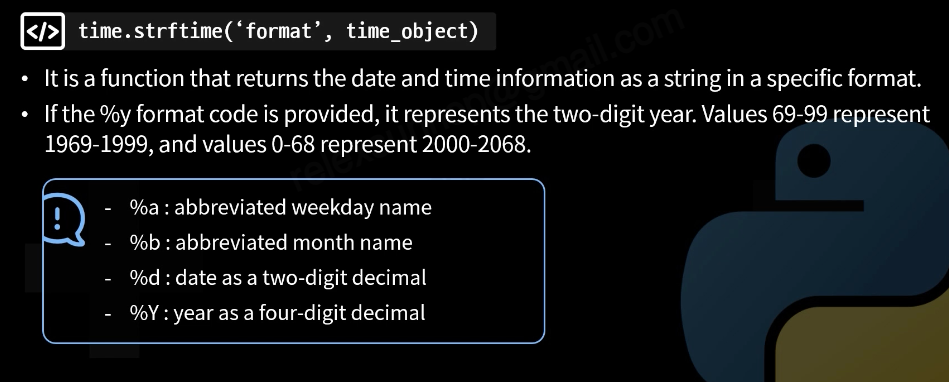 </> time.strftime(‘format’, time_object)
• It is a function that returns the date and time information as a string in a specific format.
• If the %y format code is provided, it represents the two-digit year. Values 69-99 represent
1969-1999, and values 0-68 represent 2000-2068.
- %a : abbreviated weekday name
- %b : abbreviated month name
- %d : date as a two-digit decimal
- %Y : year as a four-digit decimal